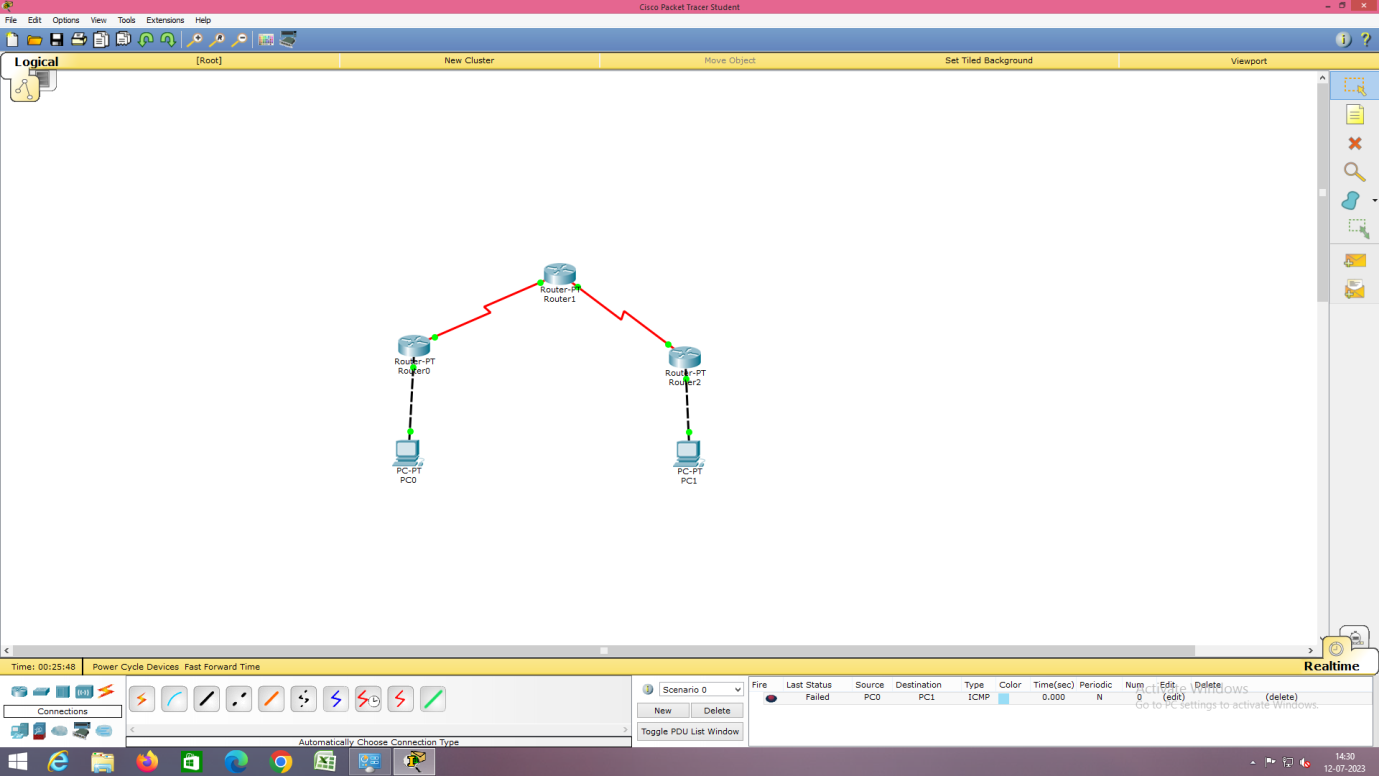 Cisco Packet Tracer Student
File Edit Options View Tools Extensions Help
Logical [Root] New Cluster Move Object Set Tiled Background Viewport
Router-PT
Router1
Router-PT
Router0
Router-PT
Router2
PC-PT
PC0
PC-PT
PC1
Time: 00:25:48 Power Cycle Devices Fast Forward Time Realtime
Scenario 0
Fire Last Status Source Destination Type Color Time(sec) Periodic Num Edit Delete
Failed PC0 PC1 ICMP 0.000 N 0 (edit) (delete)
Activate Windows
Go to PC settings to activate Windows.
Connections
New Delete
Toggle PDU List Window
Automatically Choose Connection Type
14:30
12-07-2023